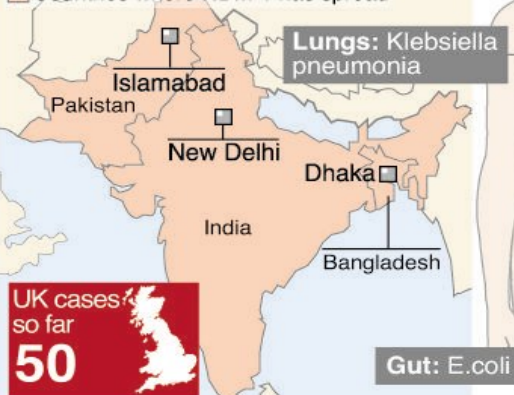 Lungs: Klebsiella
pneumonia
Islamabad
Pakistan
New Delhi
Dhaka
India
Bangladesh
UK cases
so far
50
Gut: E.coli